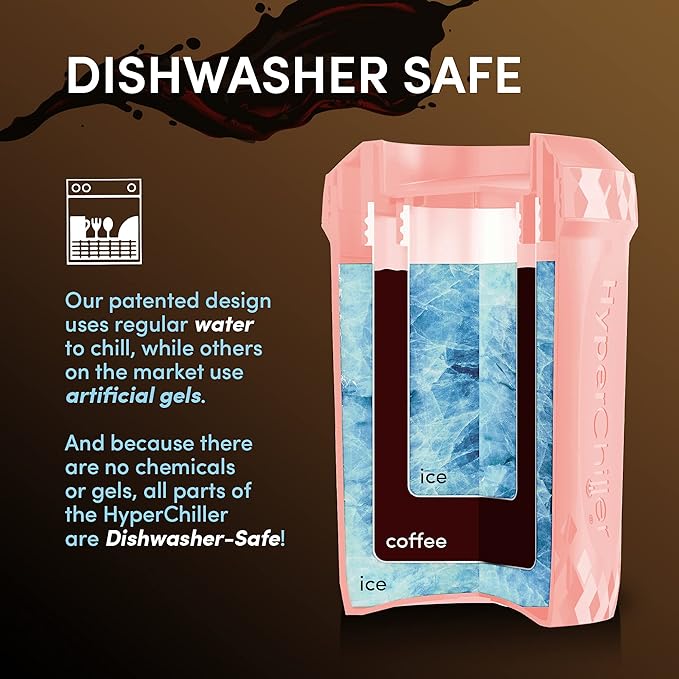 DISHWASHER SAFE
Our patented design
uses regular water
to chill, while others
on the market use
artificial gels.
And because there
are no chemicals
or gels, all parts of
the HyperChiller
are Dishwasher-Safe!
HyperChiller
ice
coffee
ice